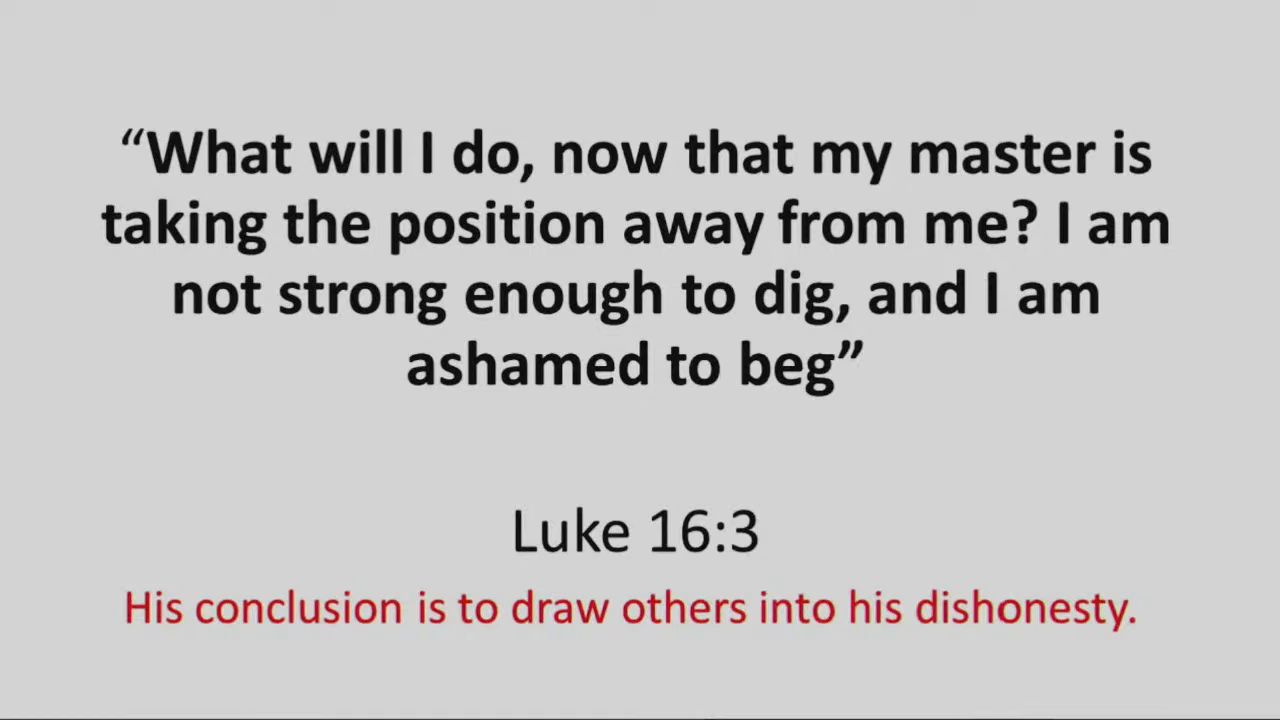 “What will I do, now that my master is
taking the position away from me? I am
not strong enough to dig, and I am
ashamed to beg”
Luke 16:3
His conclusion is to draw others into his dishonesty.